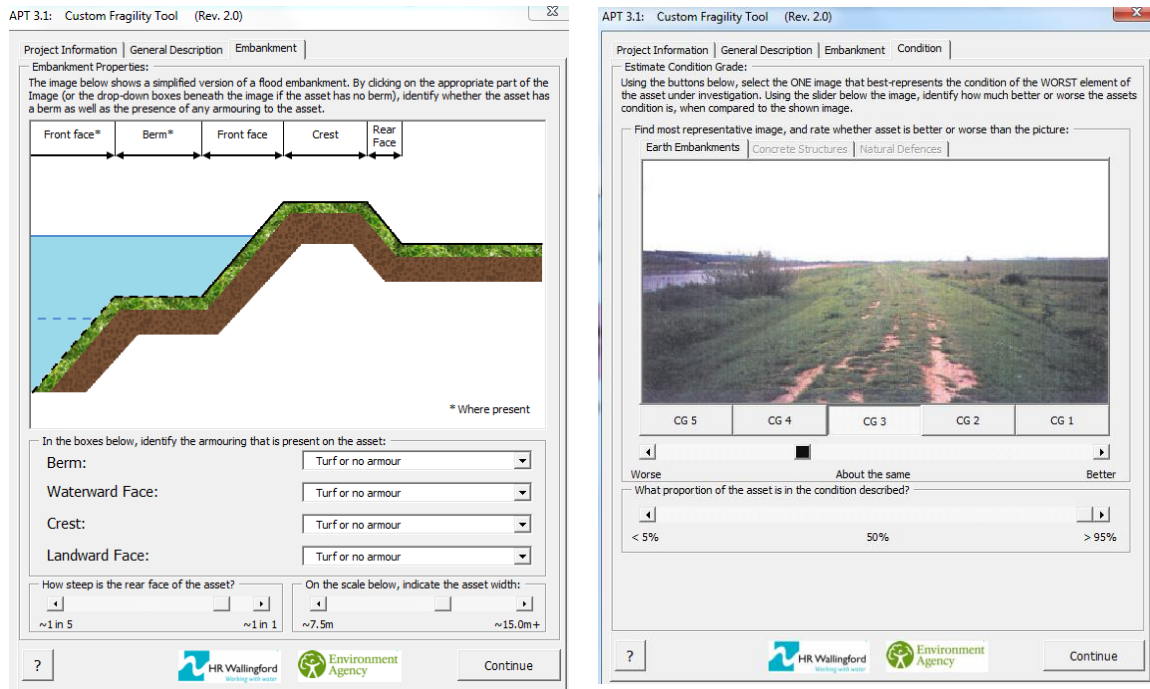 APT 3.1: Custom Fragility Tool (Rev. 2.0)
Project Information General Description Embankment
Embankment Properties:
The image below shows a simplified version of a flood embankment. By clicking on the appropriate part of the
Image (or the drop-down boxes beneath the image if the asset has no berm), identify whether the asset has
a berm as well as the presence of any armouring to the asset.
Front face* Berm* Front face Crest Rear
Face
* Where present
In the boxes below, identify the armouring that is present on the asset:
Berm: Turf or no armour
Waterward Face: Turf or no armour
Crest: Turf or no armour
Landward Face: Turf or no armour
How steep is the rear face of the asset? On the scale below, indicate the asset width:
~1 in 5 ~1 in 1 ~7.5m ~15.0m+
? HR Wallingford Working with water Environment
Agency Continue
APT 3.1: Custom Fragility Tool (Rev. 2.0)
Project Information General Description Embankment Condition
Estimate Condition Grade:
Using the buttons below, select the ONE image that best-represents the condition of the WORST element of
the asset under investigation. Using the slider below the image, identify how much better or worse the assets
condition is, when compared to the shown image.
Find most representative image, and rate whether asset is better or worse than the picture:
Earth Embankments Concrete Structures Natural Defences
CG 5 CG 4 CG 3 CG 2 CG 1
Worse About the same Better
What proportion of the asset is in the condition described?
< 5% 50% > 95%
? HR Wallingford Working with water Environment
Agency Continue